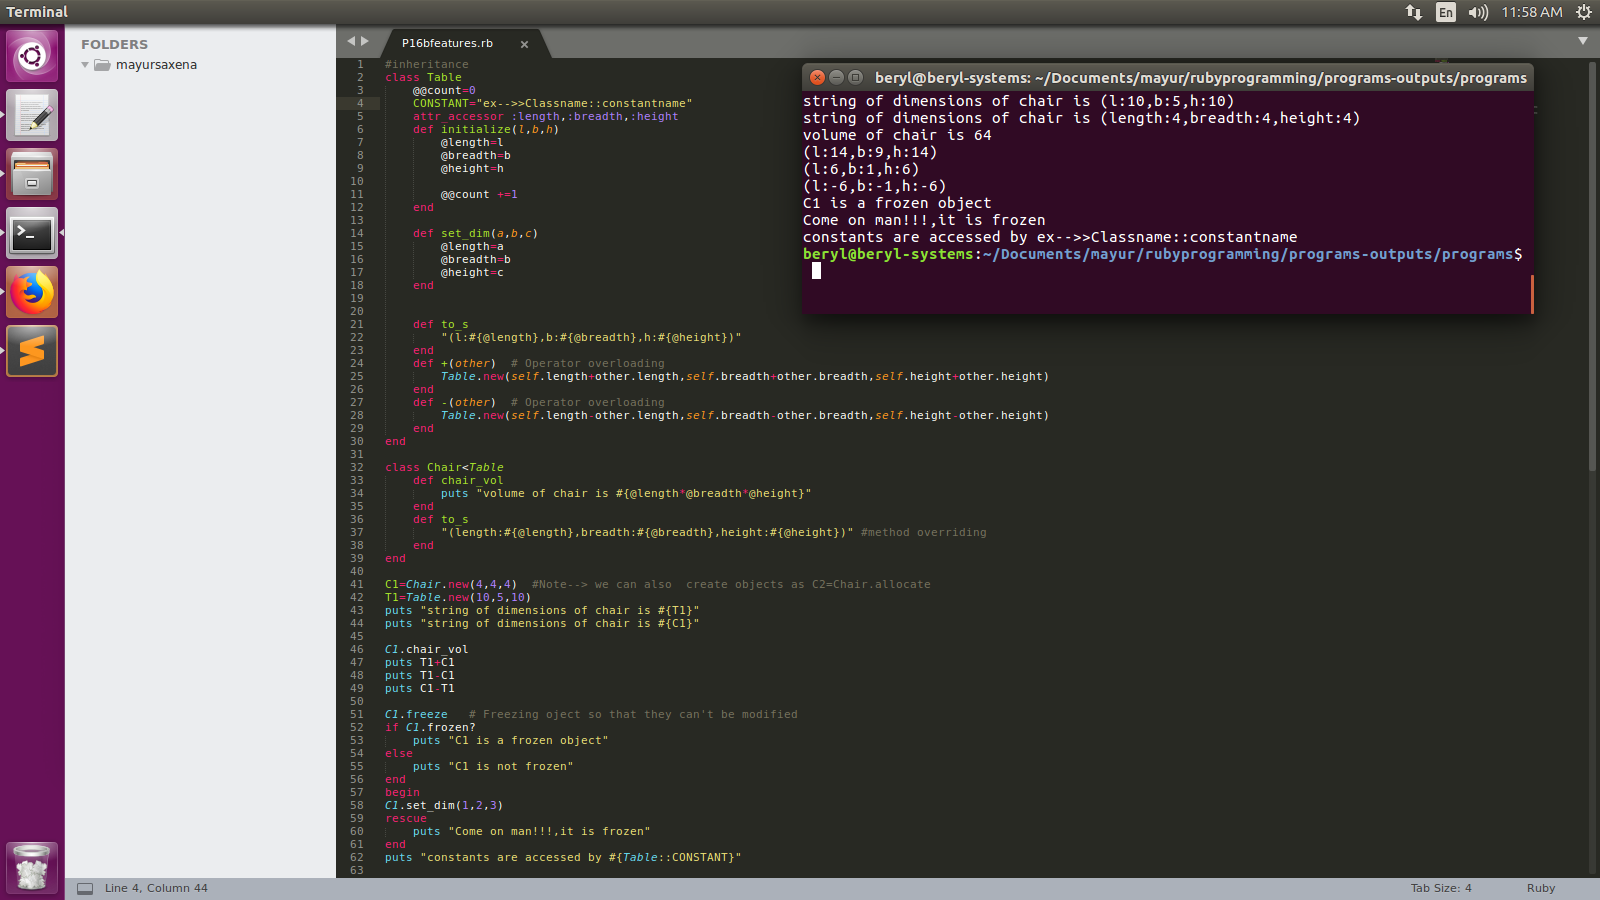 Terminal
En
11:58 AM
FOLDERS
mayursaxena
P16bfeatures.rb
1 #inheritance
2 class Table
3 @@count=0
4 CONSTANT="ex-->>Classname::constantname"
5 attr_accessor :length,:breadth,:height
6 def initialize(l,b,h)
7 @length=l
8 @breadth=b
9 @height=h
10
11 @@count +=1
12 end
13
14 def set_dim(a,b,c)
15 @length=a
16 @breadth=b
17 @height=c
18 end
19
20
21 def to_s
22 "(l:#{@length},b:#{@breadth},h:#{@height})"
23 end
24 def +(other)  # Operator overloading
25 Table.new(self.length+other.length,self.breadth+other.breadth,self.height+other.height)
26 end
27 def -(other)  # Operator overloading
28 Table.new(self.length-other.length,self.breadth-other.breadth,self.height-other.height)
29 end
30 end
31
32 class Chair<Table
33 def chair_vol
34 puts "volume of chair is #{@length*@breadth*@height}"
35 end
36 def to_s
37 "(length:#{@length},breadth:#{@breadth},height:#{@height})" #method overriding
38 end
39 end
40
41 C1=Chair.new(4,4,4)  #Note--> we can also  create objects as C2=Chair.allocate
42 T1=Table.new(10,5,10)
43 puts "string of dimensions of chair is #{T1}"
44 puts "string of dimensions of chair is #{C1}"
45
46 C1.chair_vol
47 puts T1+C1
48 puts T1-C1
49 puts C1-T1
50
51 C1.freeze   # Freezing oject so that they can't be modified
52 if C1.frozen?
53 puts "C1 is a frozen object"
54 else
55 puts "C1 is not frozen"
56 end
57 begin
58 C1.set_dim(1,2,3)
59 rescue
60 puts "Come on man!!!,it is frozen"
61 end
62 puts "constants are accessed by #{Table::CONSTANT}"
63
beryl@beryl-systems: ~/Documents/mayur/rubyprogramming/programs-outputs/programs
string of dimensions of chair is (l:10,b:5,h:10)
string of dimensions of chair is (length:4,breadth:4,height:4)
volume of chair is 64
(l:14,b:9,h:14)
(l:6,b:1,h:6)
(l:-6,b:-1,h:-6)
C1 is a frozen object
Come on man!!!,it is frozen
constants are accessed by ex-->>Classname::constantname
beryl@beryl-systems:~/Documents/mayur/rubyprogramming/programs-outputs/programs$
Line 4, Column 44
Tab Size: 4
Ruby